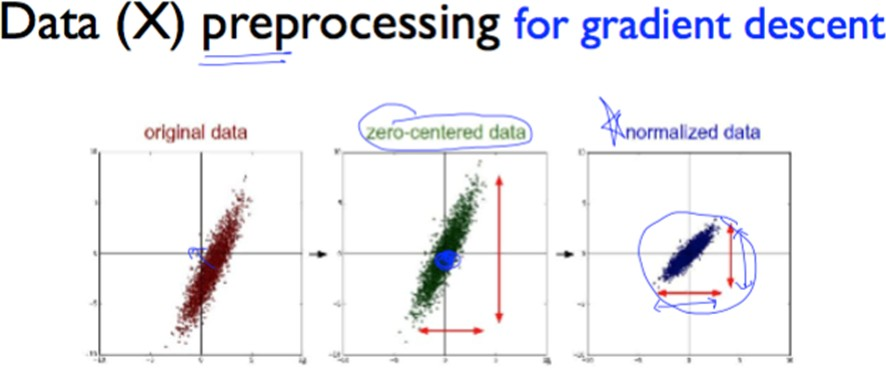 Data (X) preprocessing for gradient descent
original data
zero-centered data
normalized data